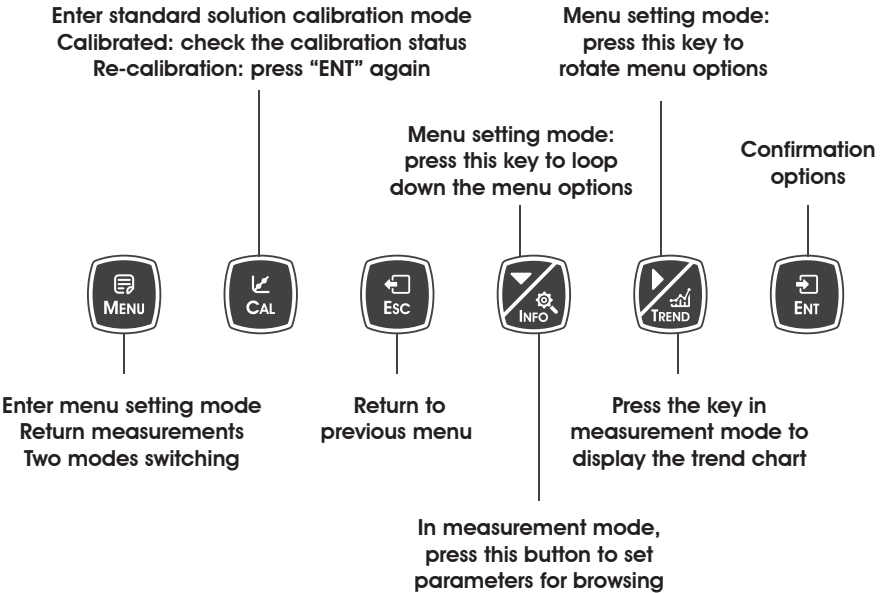 Enter standard solution calibration mode
Calibrated: check the calibration status
Re-calibration: press “ENT” again
Menu setting mode:
press this key to
rotate menu options
Menu setting mode:
press this key to loop
down the menu options
Confirmation
options
MENU
CAL
ESC
INFO
TREND
ENT
Enter menu setting mode
Return measurements
Two modes switching
Return to
previous menu
Press the key in
measurement mode to
display the trend chart
In measurement mode,
press this button to set
parameters for browsing